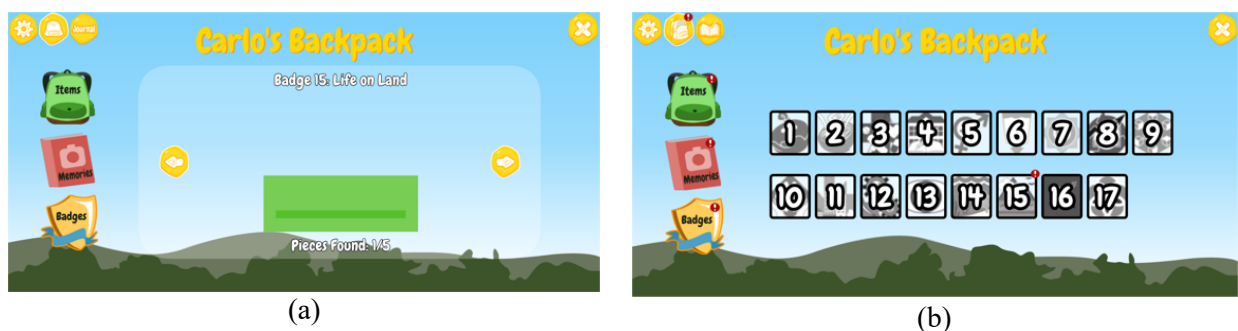 Journal
Carlo's Backpack
Badge 15: Life on Land
Items
Memories
Badges
Pieces Found: 1/5
(a)
Carlo's Backpack
Items
Memories
Badges
1 2 3 4 5 6 7 8 9
10 11 12 13 14 15 16 17
(b)